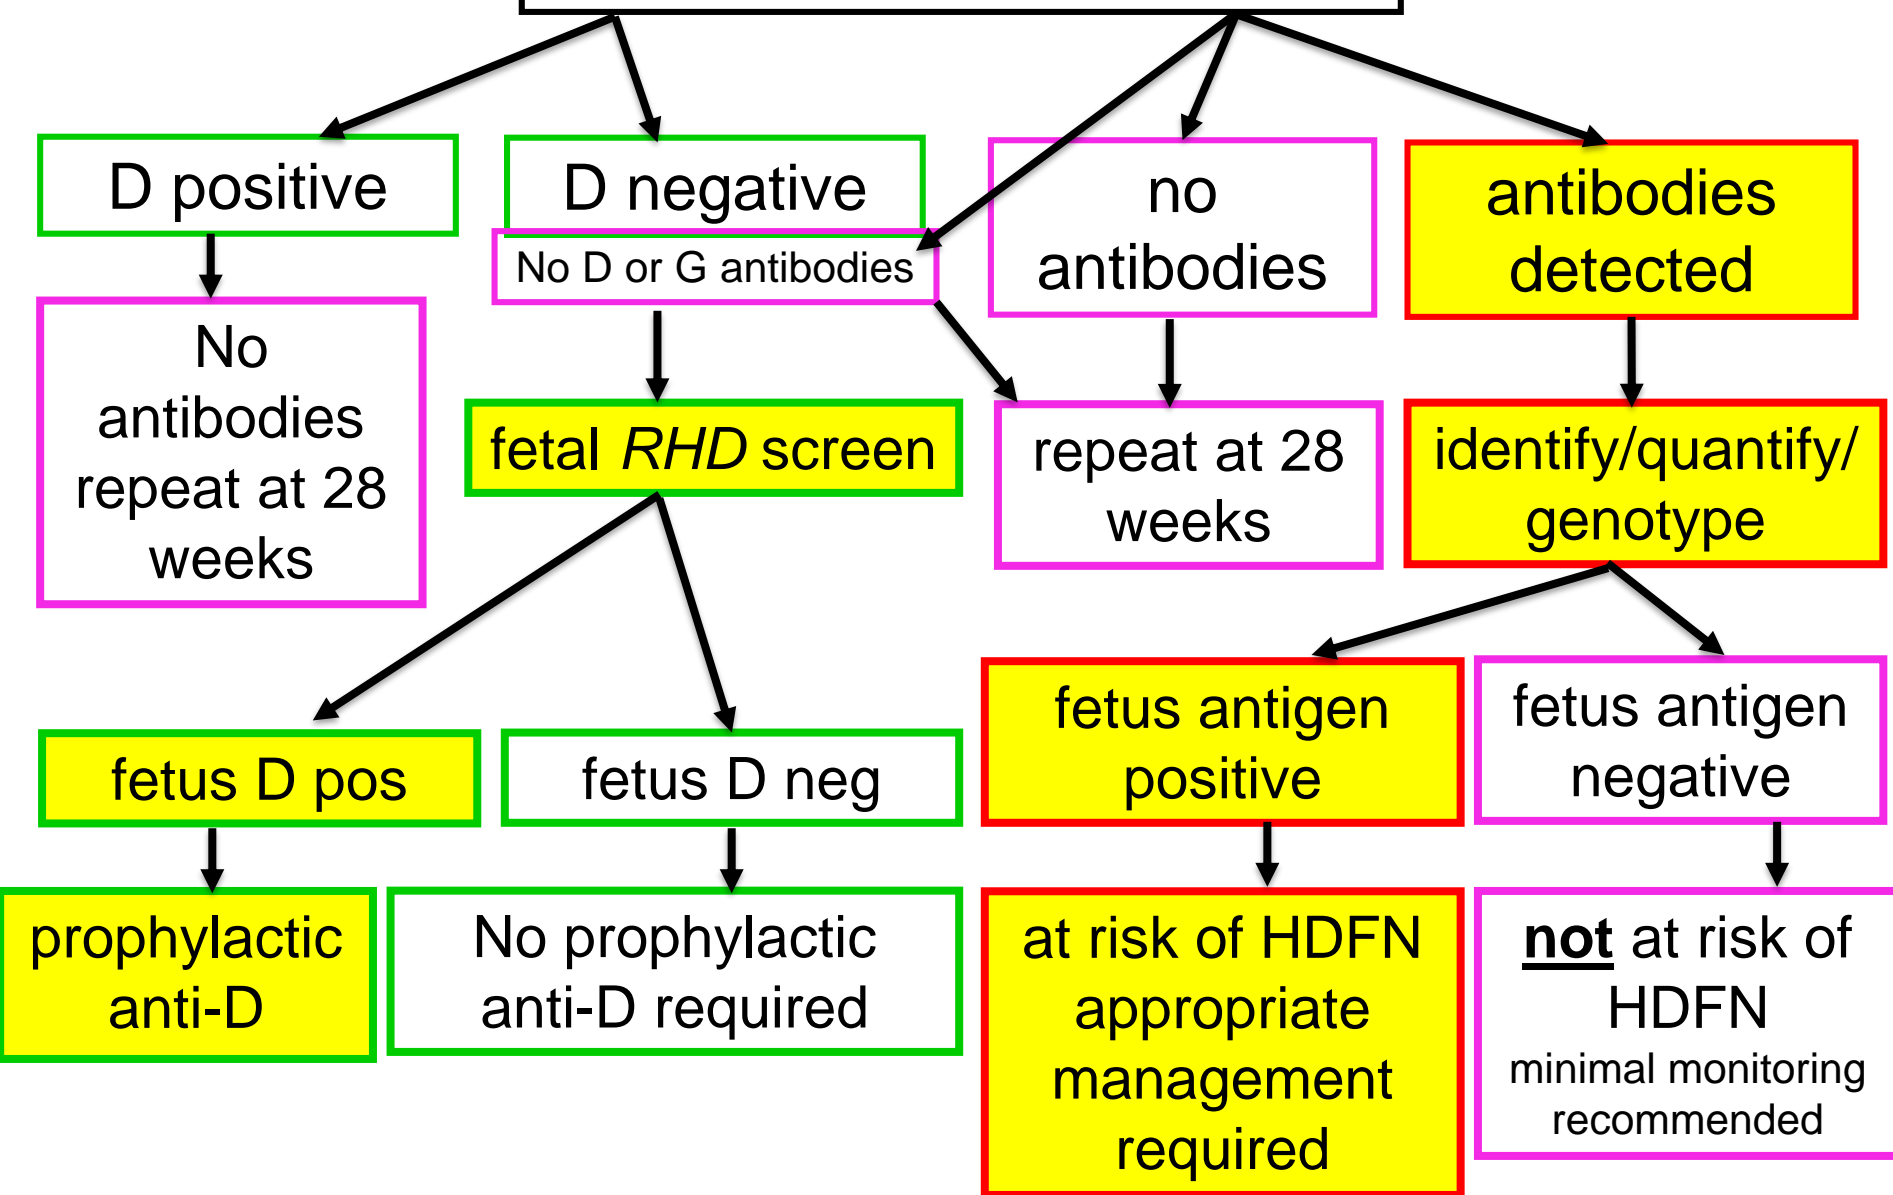 D positive
D negative
No D or G antibodies
no
antibodies
antibodies
detected
No
antibodies
repeat at 28
weeks
fetal RHD screen
repeat at 28
weeks
identify/quantify/
genotype
fetus D pos
fetus D neg
fetus antigen
positive
fetus antigen
negative
prophylactic
anti-D
No prophylactic
anti-D required
at risk of HDFN
appropriate
management
required
not at risk of
HDFN
minimal monitoring
recommended